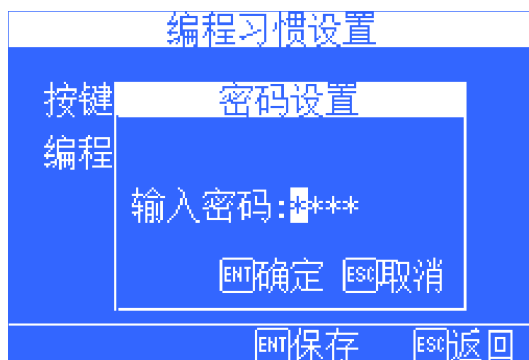 编程习惯设置
按键
密码设置
编程
输入密码:****
ENT确定 ESC取消
ENT保存 ESC返回